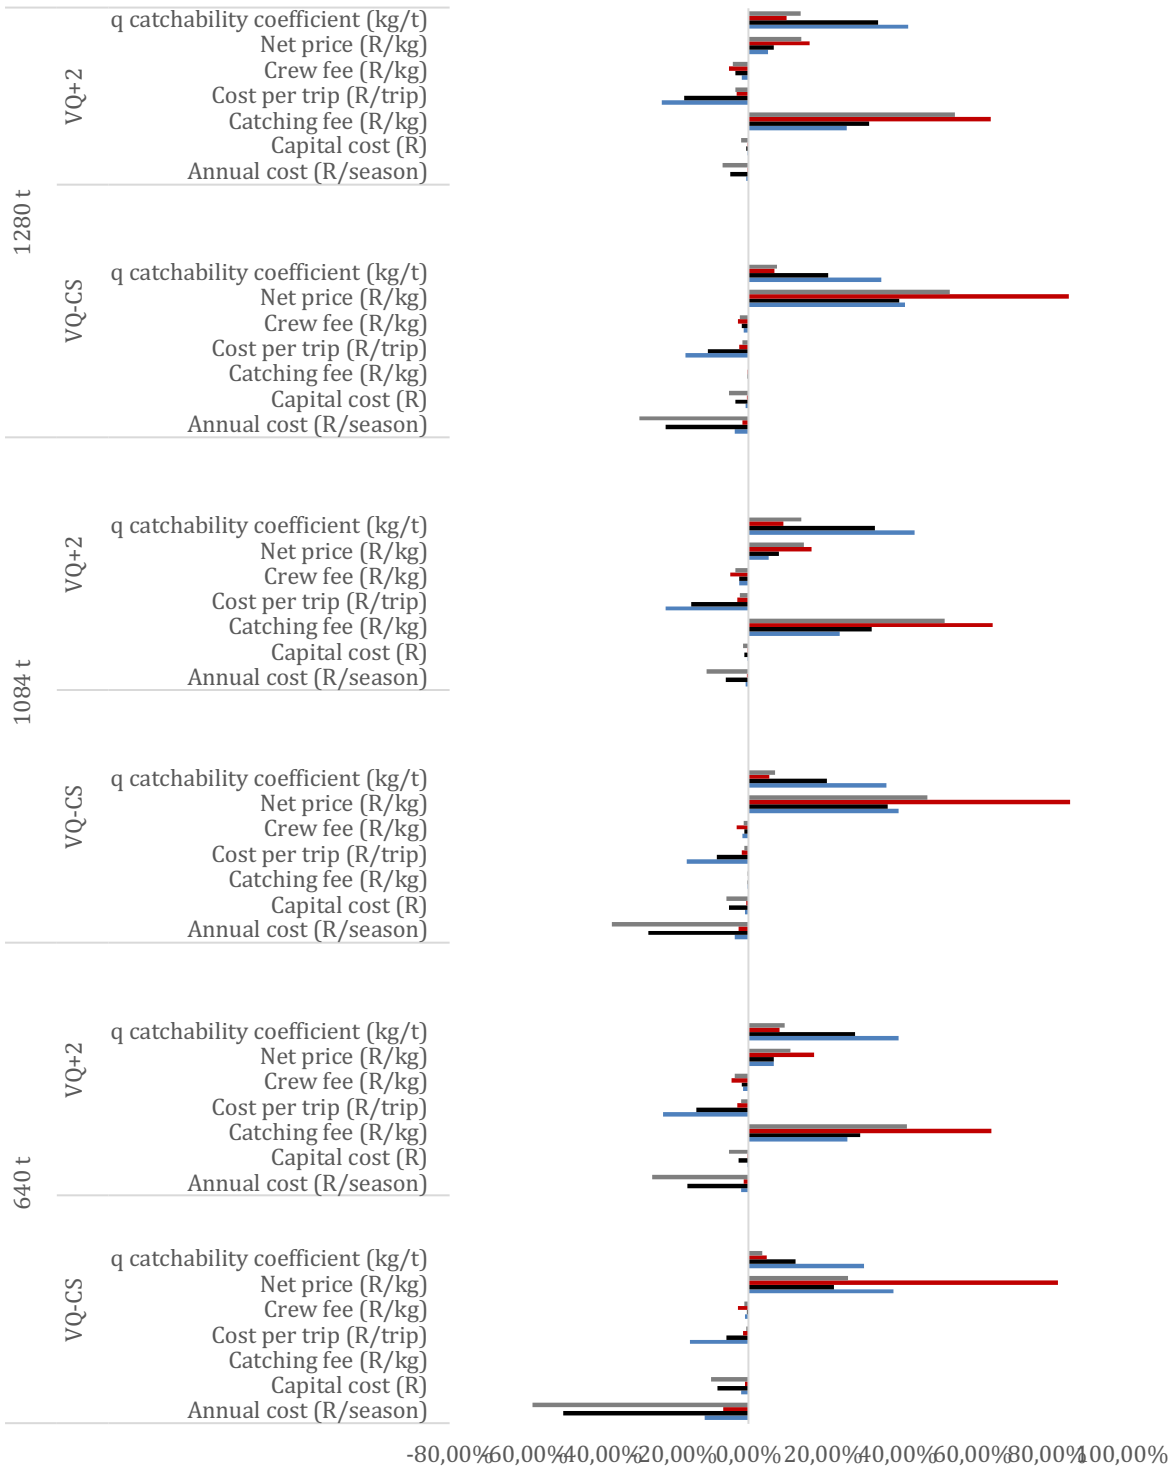 1280 t
VQ+2
q catchability coefficient (kg/t)
Net price (R/kg)
Crew fee (R/kg)
Cost per trip (R/trip)
Catching fee (R/kg)
Capital cost (R)
Annual cost (R/season)
VQ-CS
q catchability coefficient (kg/t)
Net price (R/kg)
Crew fee (R/kg)
Cost per trip (R/trip)
Catching fee (R/kg)
Capital cost (R)
Annual cost (R/season)
1084 t
VQ+2
q catchability coefficient (kg/t)
Net price (R/kg)
Crew fee (R/kg)
Cost per trip (R/trip)
Catching fee (R/kg)
Capital cost (R)
Annual cost (R/season)
VQ-CS
q catchability coefficient (kg/t)
Net price (R/kg)
Crew fee (R/kg)
Cost per trip (R/trip)
Catching fee (R/kg)
Capital cost (R)
Annual cost (R/season)
640 t
VQ+2
q catchability coefficient (kg/t)
Net price (R/kg)
Crew fee (R/kg)
Cost per trip (R/trip)
Catching fee (R/kg)
Capital cost (R)
Annual cost (R/season)
VQ-CS
q catchability coefficient (kg/t)
Net price (R/kg)
Crew fee (R/kg)
Cost per trip (R/trip)
Catching fee (R/kg)
Capital cost (R)
Annual cost (R/season)
-80,00% -60,00% -40,00% -20,00% 0,00% 20,00% 40,00% 60,00% 80,00% 100,00%